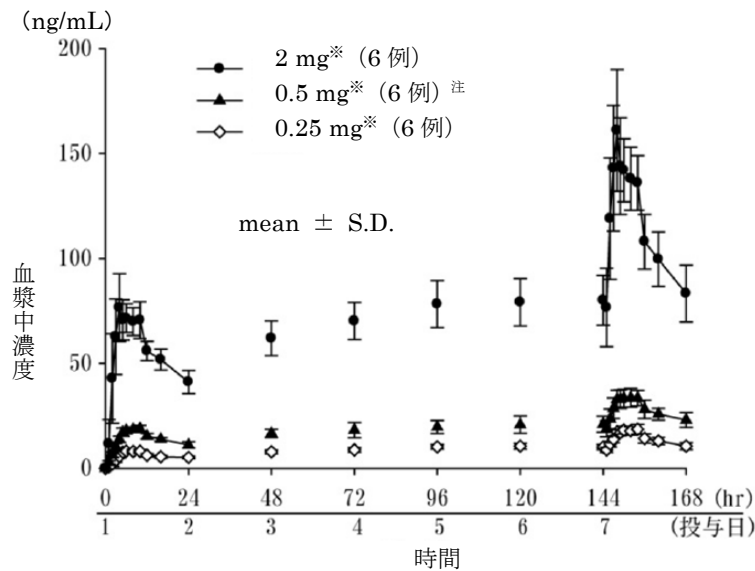 (ng/mL)
200
150
100
50
0
2 mg※（6 例）
0.5 mg※（6 例）注
0.25 mg※（6 例）
mean ± S.D.
血漿中濃度
0 24 48 72 96 120 144 168 (hr)
1 2 3 4 5 6 7 (投与日)
時間